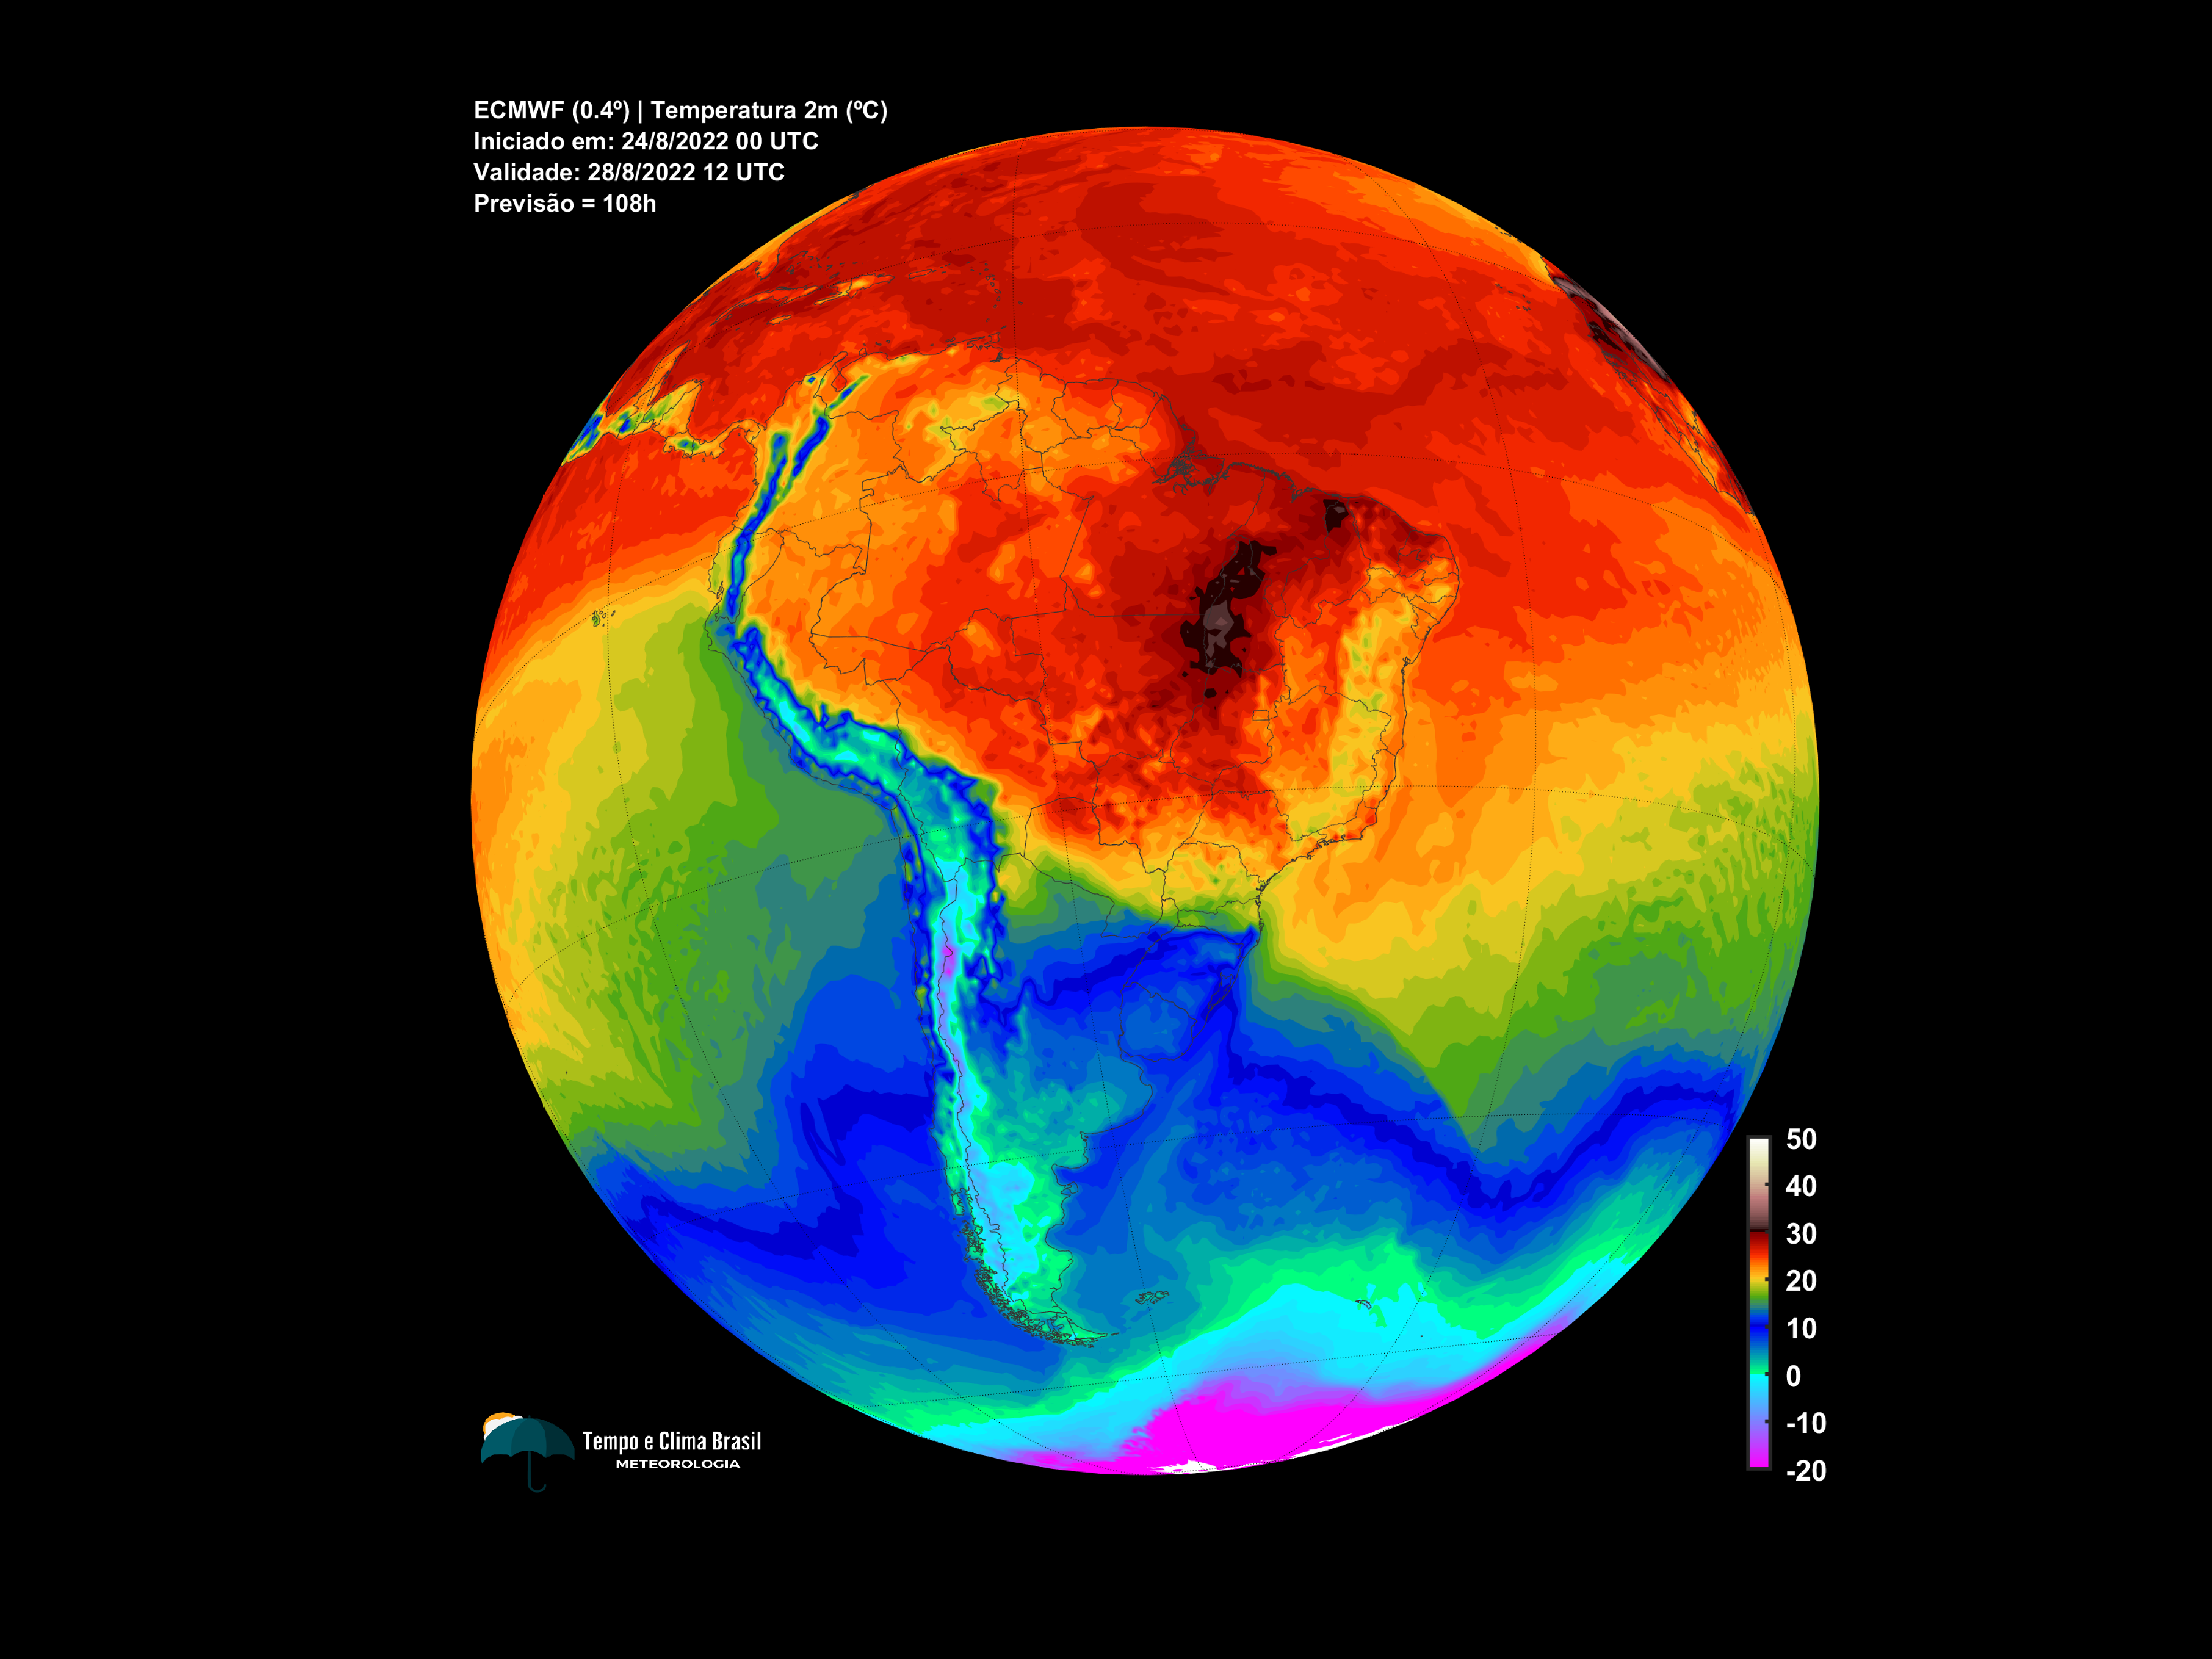 ECMWF (0.4º) | Temperatura 2m (ºC)
Iniciado em: 24/8/2022 00 UTC
Validade: 28/8/2022 12 UTC
Previsão = 108h
50
40
30
20
10
0
-10
-20
Tempo e Clima Brasil
METEOROLOGIA